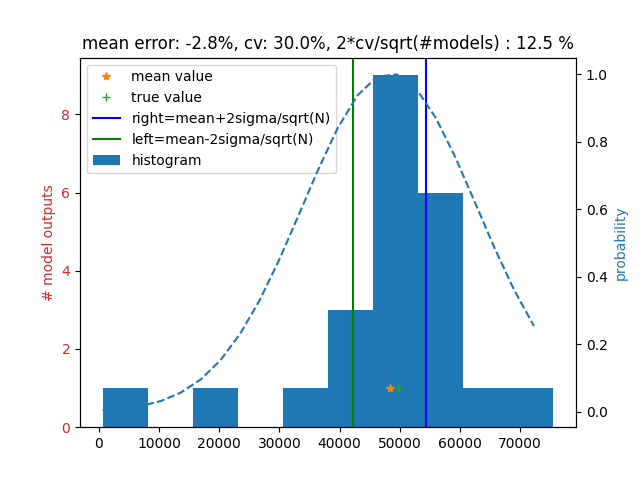 mean error: -2.8%, cv: 30.0%, 2*cv/sqrt(#models) : 12.5 %
mean value
true value
right=mean+2sigma/sqrt(N)
left=mean-2sigma/sqrt(N)
histogram
# model outputs
0
2
4
6
8
probability
0.0
0.2
0.4
0.6
0.8
1.0
0
10000
20000
30000
40000
50000
60000
70000